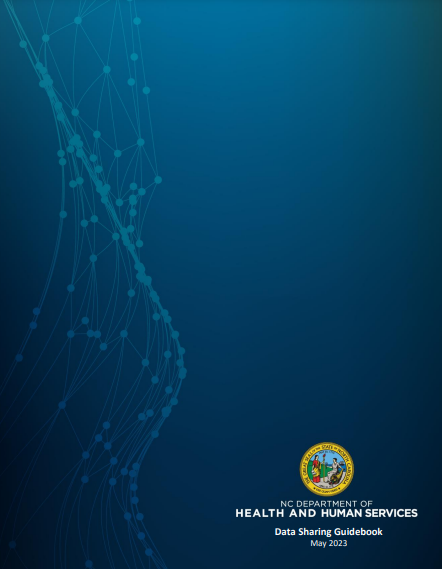 NC DEPARTMENT OF
HEALTH AND HUMAN SERVICES
Data Sharing Guidebook
May 2023